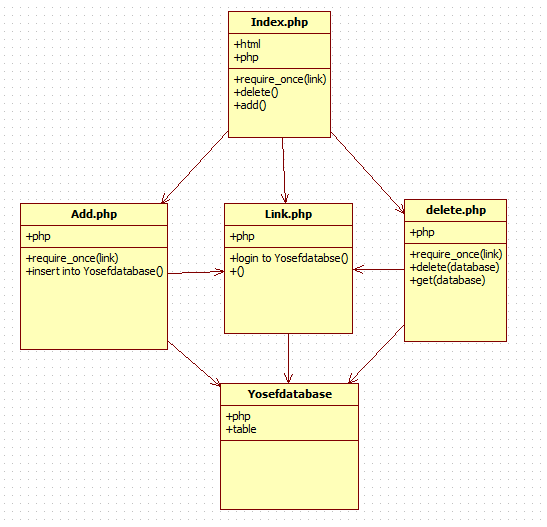 Index.php
+html
+php
+require_once(link)
+delete()
+add()
Add.php
+php
+require_once(link)
+insert into Yosefdatabase()
Link.php
+php
+login to Yosefdatabse()
+()
delete.php
+php
+require_once(link)
+delete(database)
+get(database)
Yosefdatabase
+php
+table